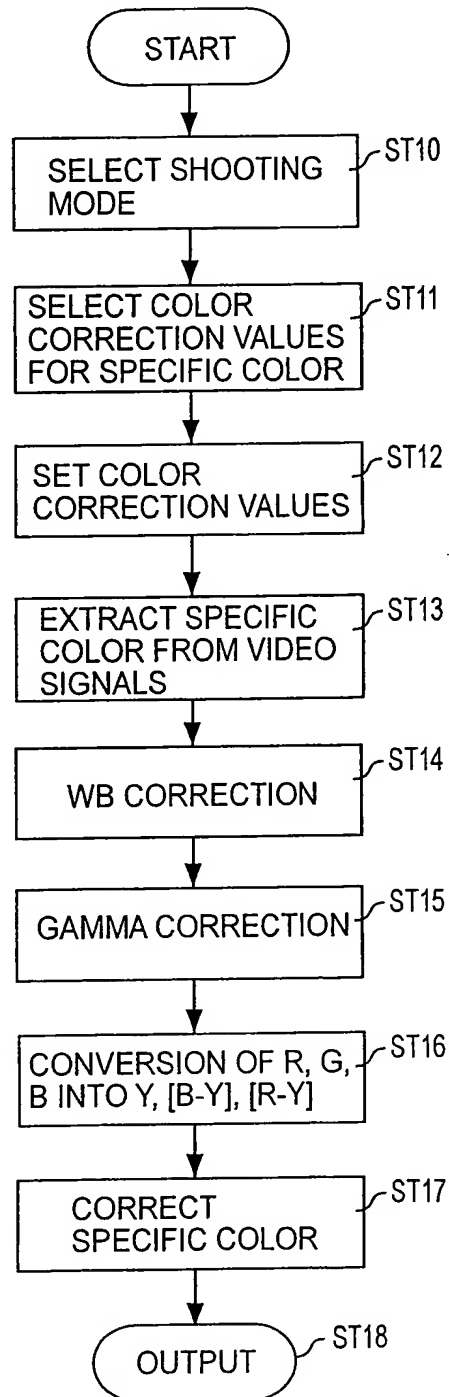 START
SELECT SHOOTING
MODE
ST10
SELECT COLOR
CORRECTION VALUES
FOR SPECIFIC COLOR
ST11
SET COLOR
CORRECTION VALUES
ST12
EXTRACT SPECIFIC
COLOR FROM VIDEO
SIGNALS
ST13
WB CORRECTION
ST14
GAMMA CORRECTION
ST15
CONVERSION OF R, G,
B INTO Y, [B-Y], [R-Y]
ST16
CORRECT
SPECIFIC COLOR
ST17
OUTPUT
ST18